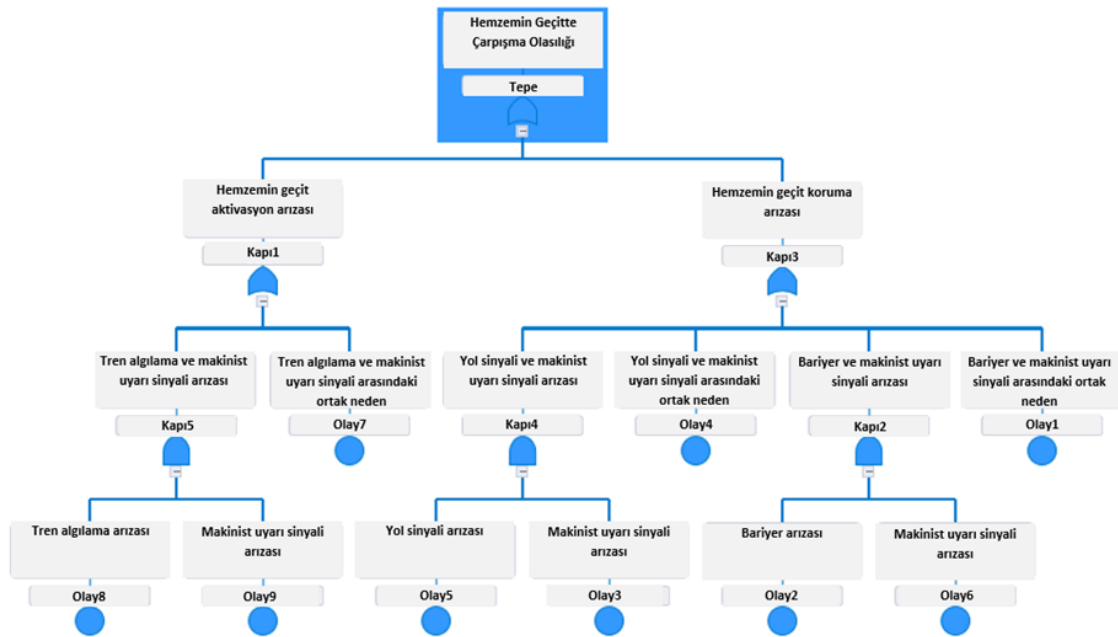 Hemzemin Geçitte
Çarpışma Olasılığı
Tepe
Hemzemin geçit
aktivasyon arızası
Kapı1
Hemzemin geçit koruma
arızası
Kapı3
Tren algılama ve makinist
uyarı sinyali arızası
Kapı5
Tren algılama ve makinist
uyarı sinyali arasındaki
ortak neden
Olay7
Yol sinyali ve makinist
uyarı sinyali arızası
Kapı4
Yol sinyali ve makinist
uyarı sinyali arasındaki
ortak neden
Olay4
Bariyer ve makinist uyarı
sinyali arızası
Kapı2
Bariyer ve makinist uyarı
sinyali arasındaki ortak
neden
Olay1
Tren algılama arızası
Olay8
Makinist uyarı sinyali
arızası
Olay9
Yol sinyali arızası
Olay5
Makinist uyarı sinyali
arızası
Olay3
Bariyer arızası
Olay2
Makinist uyarı sinyali
arızası
Olay6